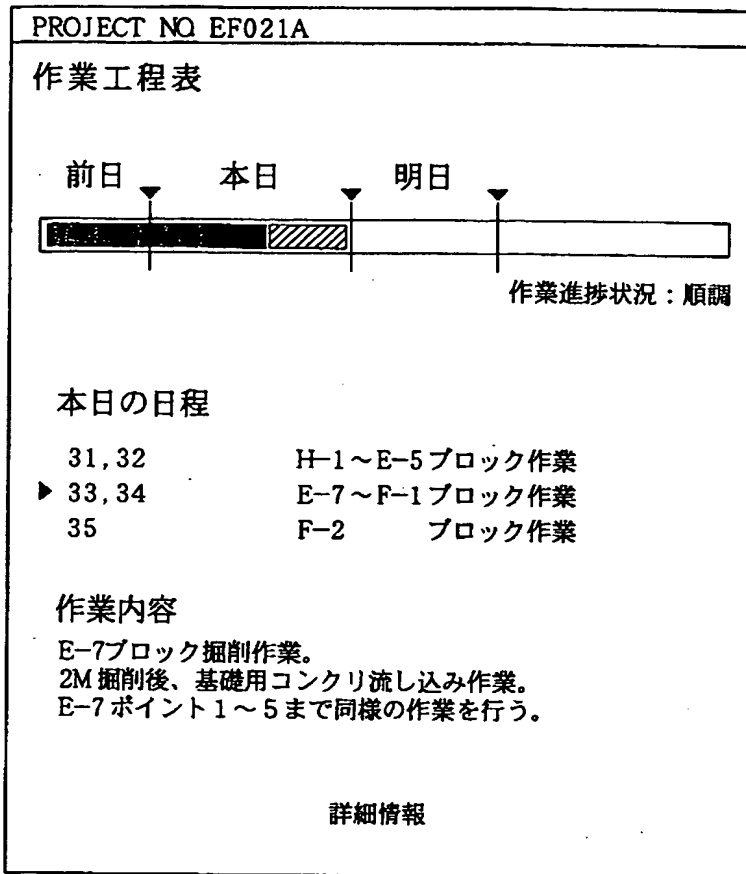 PROJECT NO. EF021A
作業工程表
前日 本日 明日
作業進捗状況：順調
本日の日程
31,32 H-1～E-5ブロック作業
33,34 E-7～F-1ブロック作業
35 F-2 ブロック作業
作業内容
E-7ブロック掘削作業。
2M掘削後、基礎用コンクリ流し込み作業。
E-7ポイント1～5まで同様の作業を行う。
詳細情報